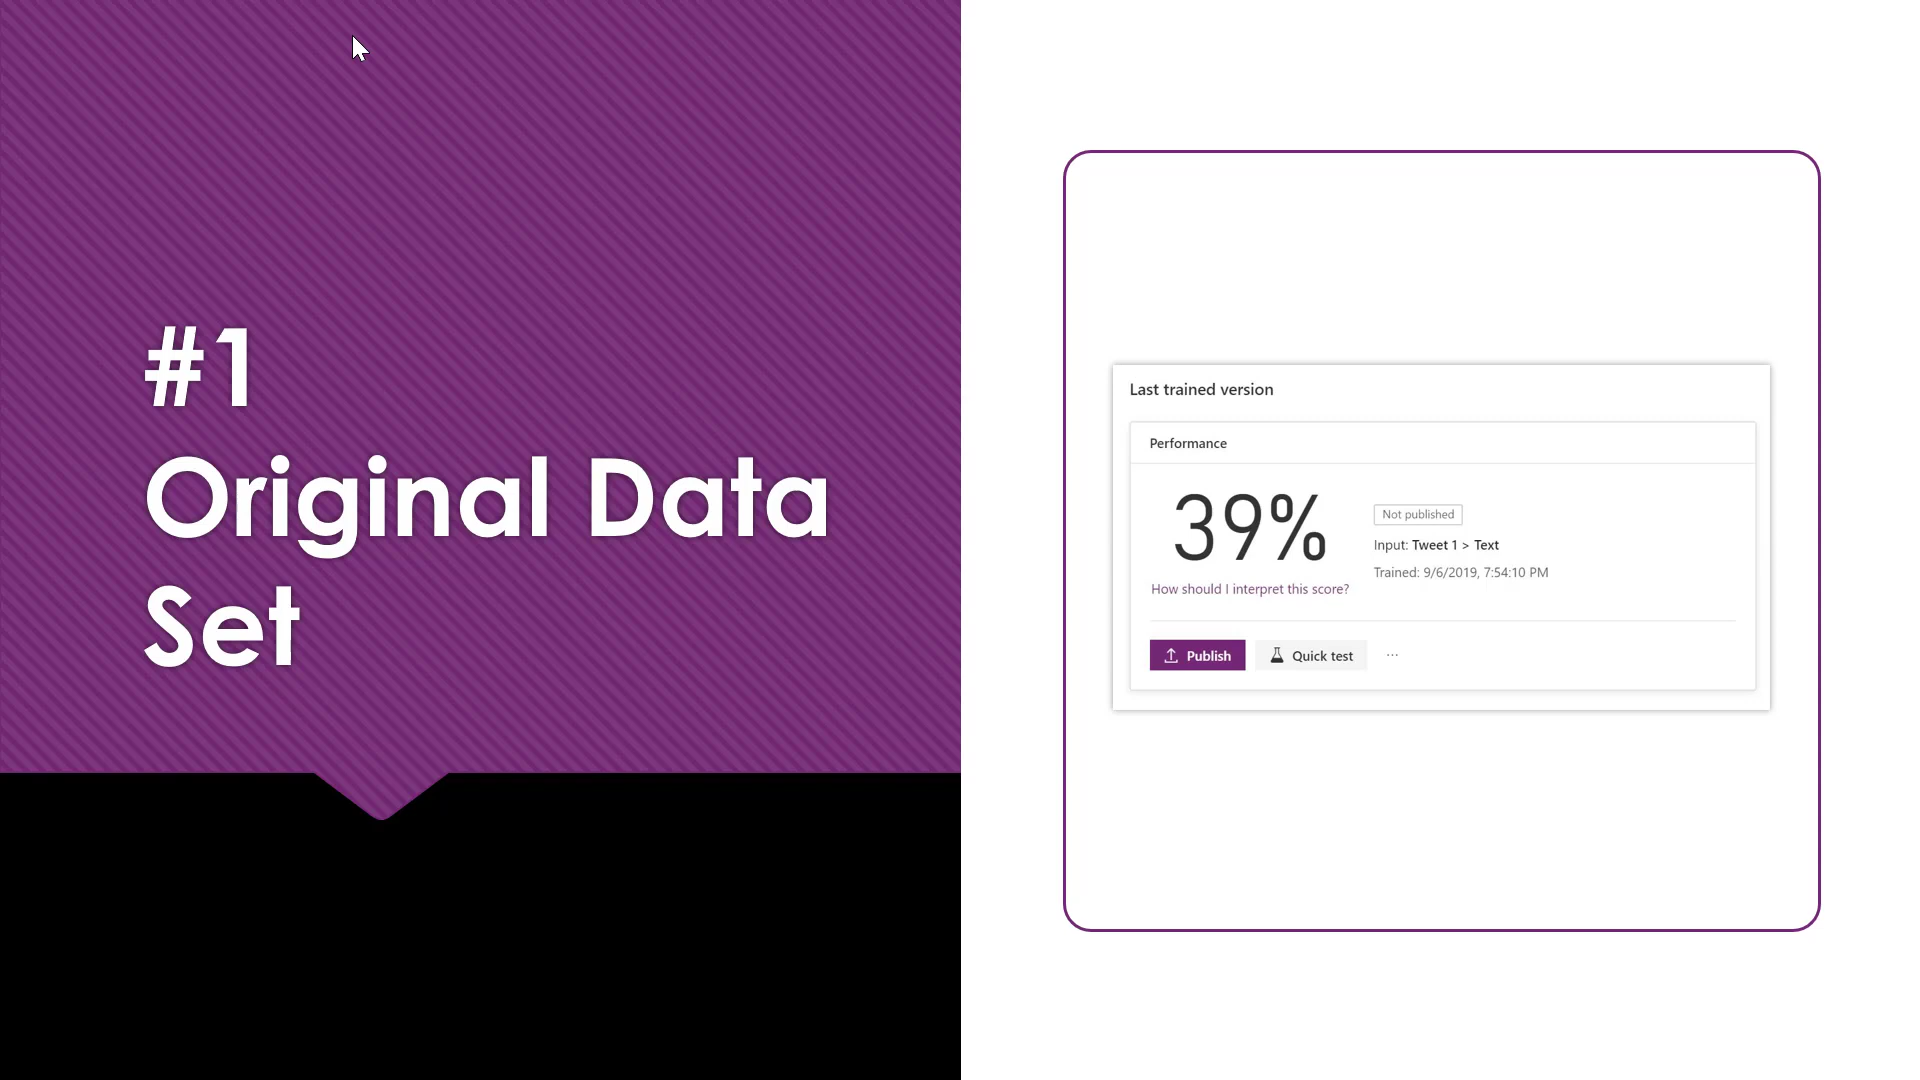 #1
Original Data
Set
Last trained version
Performance
39%
Not published
Input: Tweet 1 > Text
Trained: 9/6/2019, 7:54:10 PM
How should I interpret this score?
Publish
Quick test
...